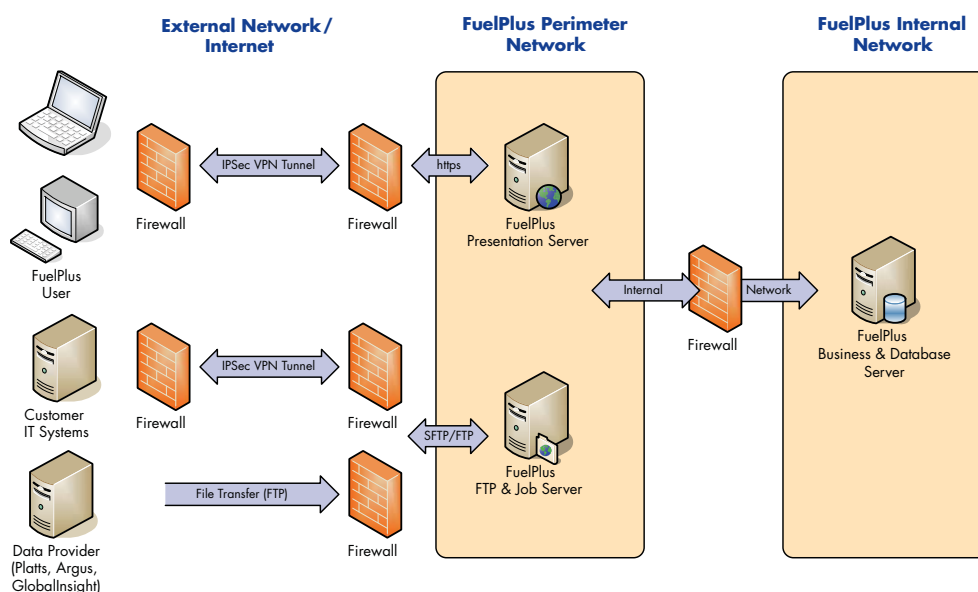 External Network/
Internet
FuelPlus Perimeter
Network
FuelPlus Internal
Network
IPSec VPN Tunnel
https
Firewall
Firewall
FuelPlus
Presentation Server
FuelPlus
User
Internal
Network
Firewall
FuelPlus
Business & Database
Server
IPSec VPN Tunnel
Customer
IT Systems
Firewall
Firewall
SFTP/FTP
FuelPlus
FTP & Job Server
File Transfer (FTP)
Firewall
Data Provider
(Platts, Argus,
GlobalInsight)